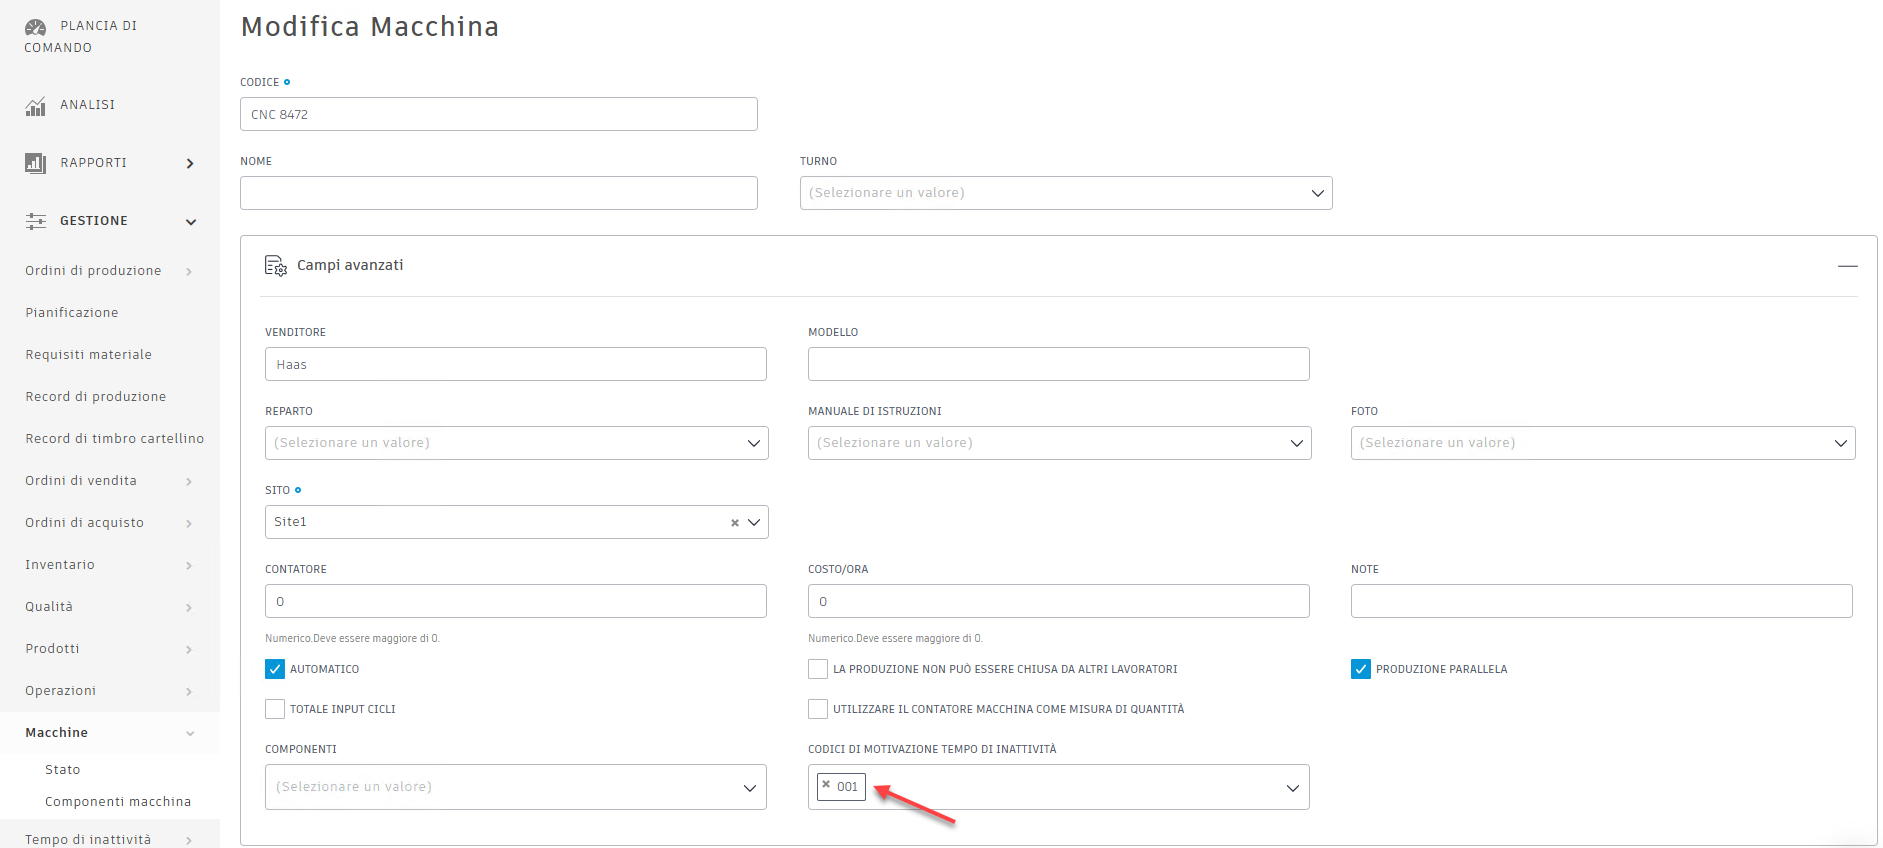 PLANCIA DI
COMANDO
ANALISI
RAPPORTI
GESTIONE
Ordini di produzione
Pianificazione
Requisiti materiale
Record di produzione
Record di timbro cartellino
Ordini di vendita
Ordini di acquisto
Inventario
Qualità
Prodotti
Operazioni
Macchine
Stato
Componenti macchina
Tempo di inattività
Modifica Macchina
CODICE
CNC 8472
NOME
TURNO
(Selezionare un valore)
Campi avanzati
VENDITORE
MODELLO
Haas
REPARTO
MANUALE DI ISTRUZIONI
FOTO
(Selezionare un valore)
(Selezionare un valore)
(Selezionare un valore)
SITO
Site1
CONTATORE
COSTO/ORA
NOTE
0
0
Numerico.Deve essere maggiore di 0.
Numerico.Deve essere maggiore di 0.
AUTOMATICO
LA PRODUZIONE NON PUÒ ESSERE CHIUSA DA ALTRI LAVORATORI
PRODUZIONE PARALLELA
TOTALE INPUT CICLI
UTILIZZARE IL CONTATORE MACCHINA COME MISURA DI QUANTITÀ
COMPONENTI
CODICI DI MOTIVAZIONE TEMPO DI INATTIVITÀ
(Selezionare un valore)
001